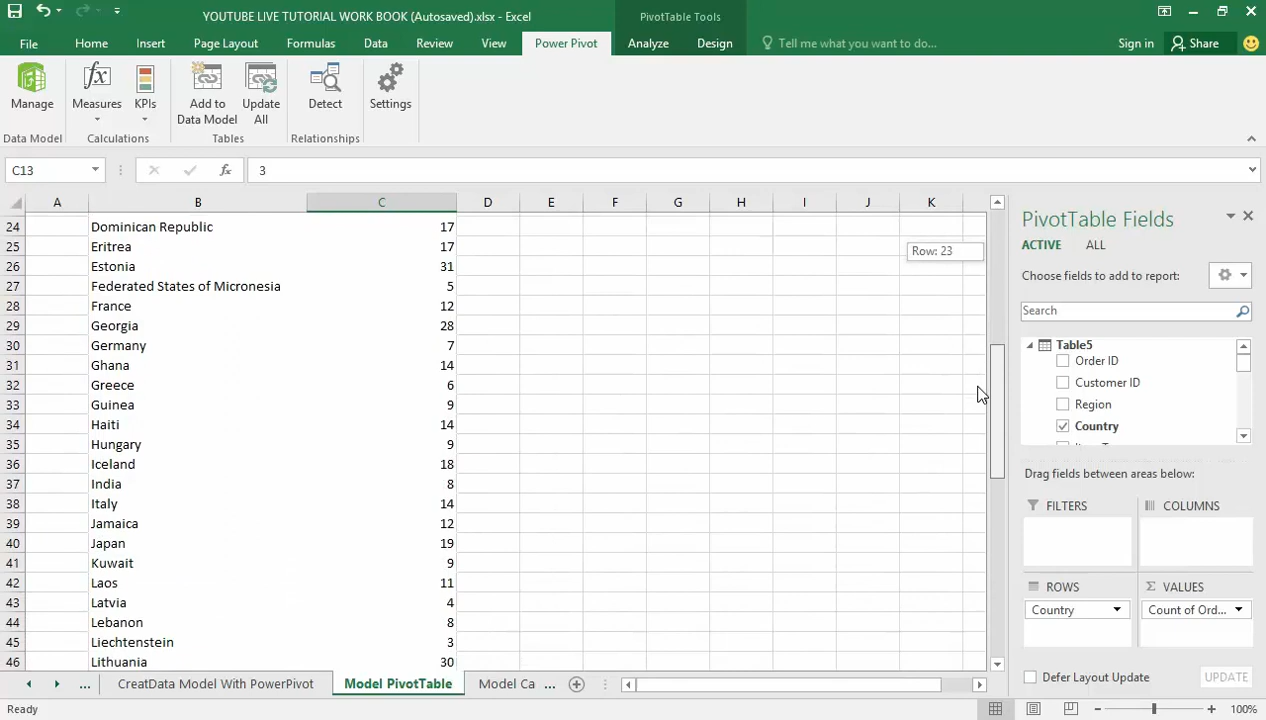 YOUTUBE LIVE TUTORIAL WORK BOOK (Autosaved).xlsx - Excel
PivotTable Tools
File Home Insert Page Layout Formulas Data Review View Power Pivot Analyze Design Tell me what you want to do... Sign in Share
Manage
Measures
KPIs
Add to
Data Model
Update
All
Detect
Settings
Data Model Calculations Tables Relationships
C13 fx 3
A B C D E F G H I J K
24 Dominican Republic 17
25 Eritrea 17
26 Estonia 31
27 Federated States of Micronesia 5
28 France 12
29 Georgia 28
30 Germany 7
31 Ghana 14
32 Greece 6
33 Guinea 9
34 Haiti 14
35 Hungary 9
36 Iceland 18
37 India 8
38 Italy 14
39 Jamaica 12
40 Japan 19
41 Kuwait 9
42 Laos 11
43 Latvia 4
44 Lebanon 8
45 Liechtenstein 3
46 Lithuania 30
Row: 23
PivotTable Fields
ACTIVE ALL
Choose fields to add to report:
Search
Table5
Order ID
Customer ID
Region
Country
Drag fields between areas below:
FILTERS COLUMNS
ROWS Σ VALUES
Country Count of Ord...
Defer Layout Update UPDATE
... CreatData Model With PowerPivot Model PivotTable Model Ca ...
Ready 100%